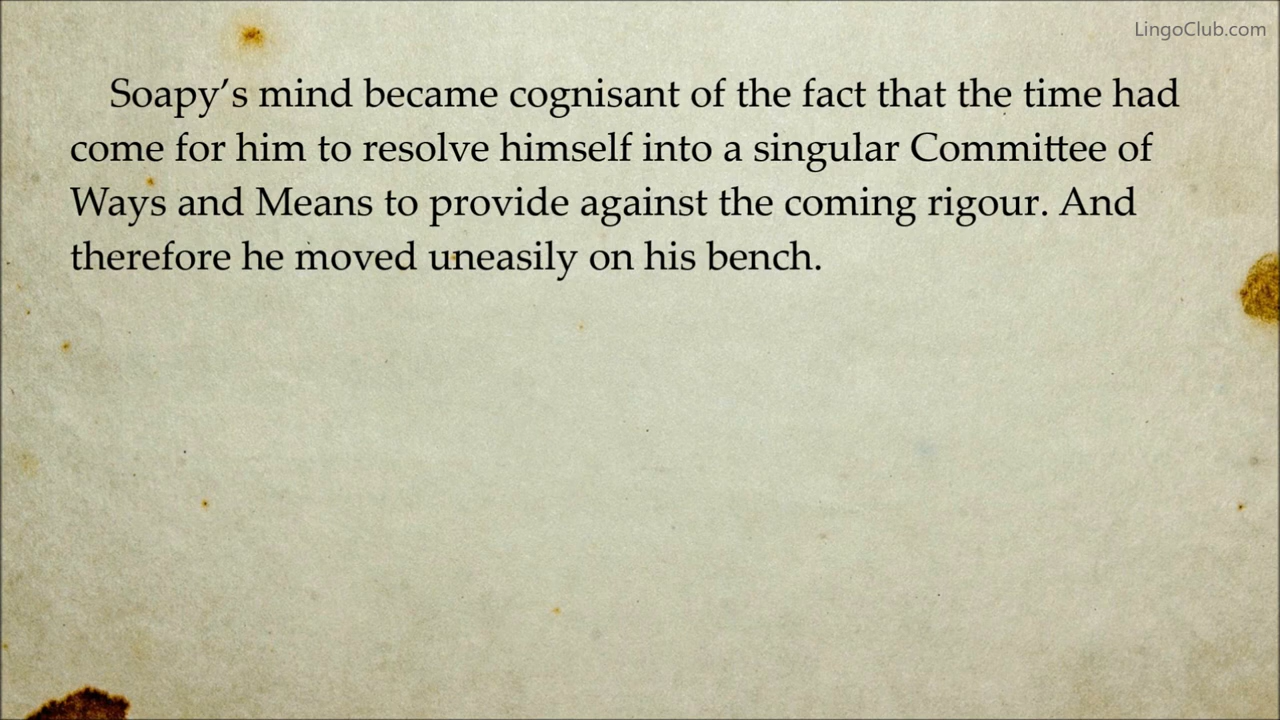 LingoClub.com
Soapy’s mind became cognisant of the fact that the time had
come for him to resolve himself into a singular Committee of
Ways and Means to provide against the coming rigour. And
therefore he moved uneasily on his bench.